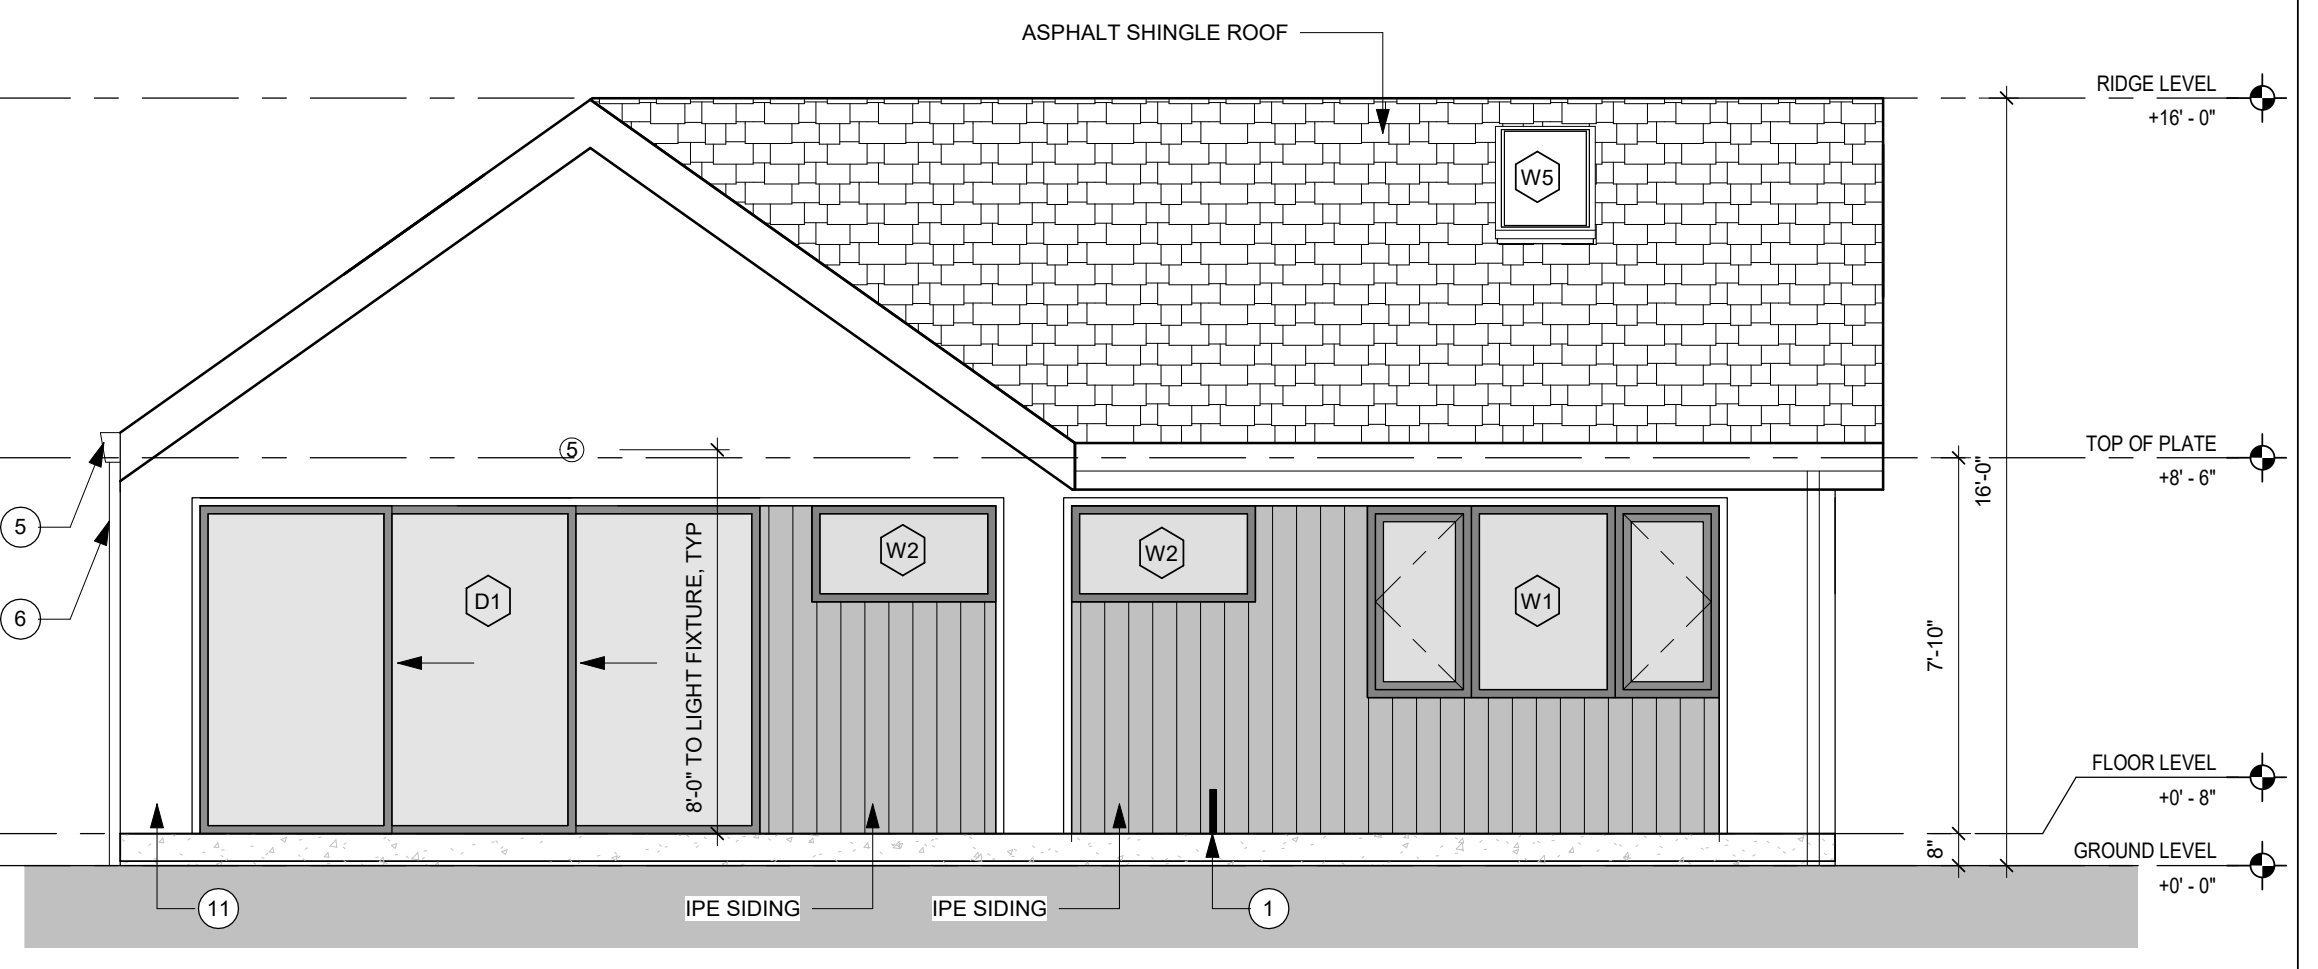 ASPHALT SHINGLE ROOF
RIDGE LEVEL
+16' - 0"
W5
5
TOP OF PLATE
+8' - 6"
16'-0"
5
6
D1
8'-0" TO LIGHT FIXTURE, TYP
W2
W2
W1
7'-10"
FLOOR LEVEL
+0' - 8"
8"
GROUND LEVEL
+0' - 0"
11
IPE SIDING
IPE SIDING
1